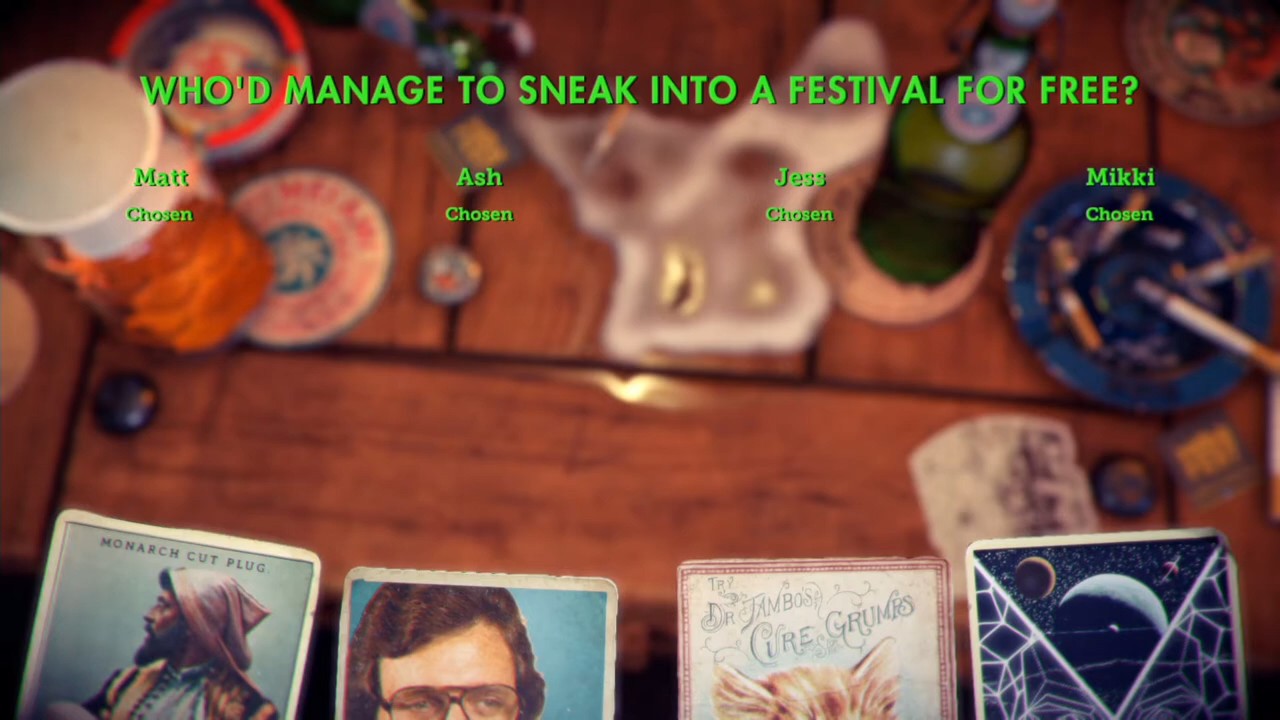 WHO'D MANAGE TO SNEAK INTO A FESTIVAL FOR FREE?
Matt
Ash
Jess
Mikki
Chosen
Chosen
Chosen
Chosen
MONARCH CUT PLUG
TRY
DR JAMBO'S
CURE GRUMPS